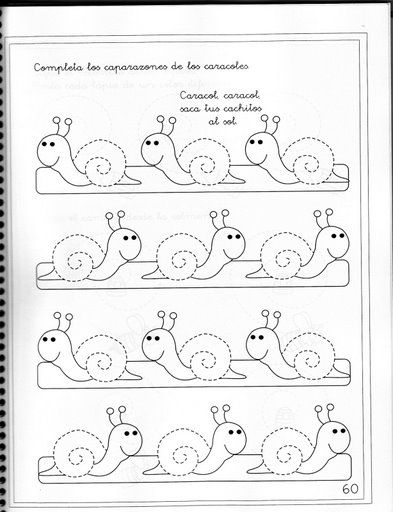 Completa los caparazones de los caracoles.
Caracol, caracol,
saca tus cachitos
al sol.
60